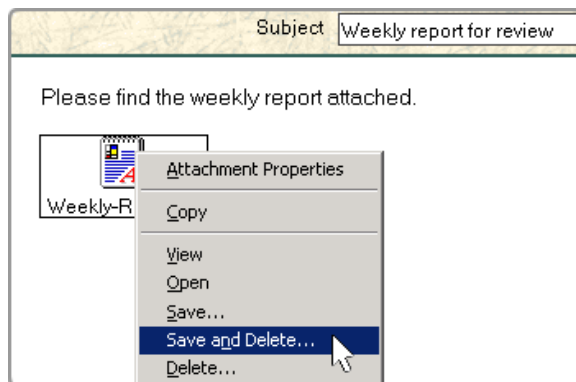 Subject Weekly report for review
Please find the weekly report attached.
Weekly-R
Attachment Properties
Copy
View
Open
Save...
Save and Delete...
Delete...